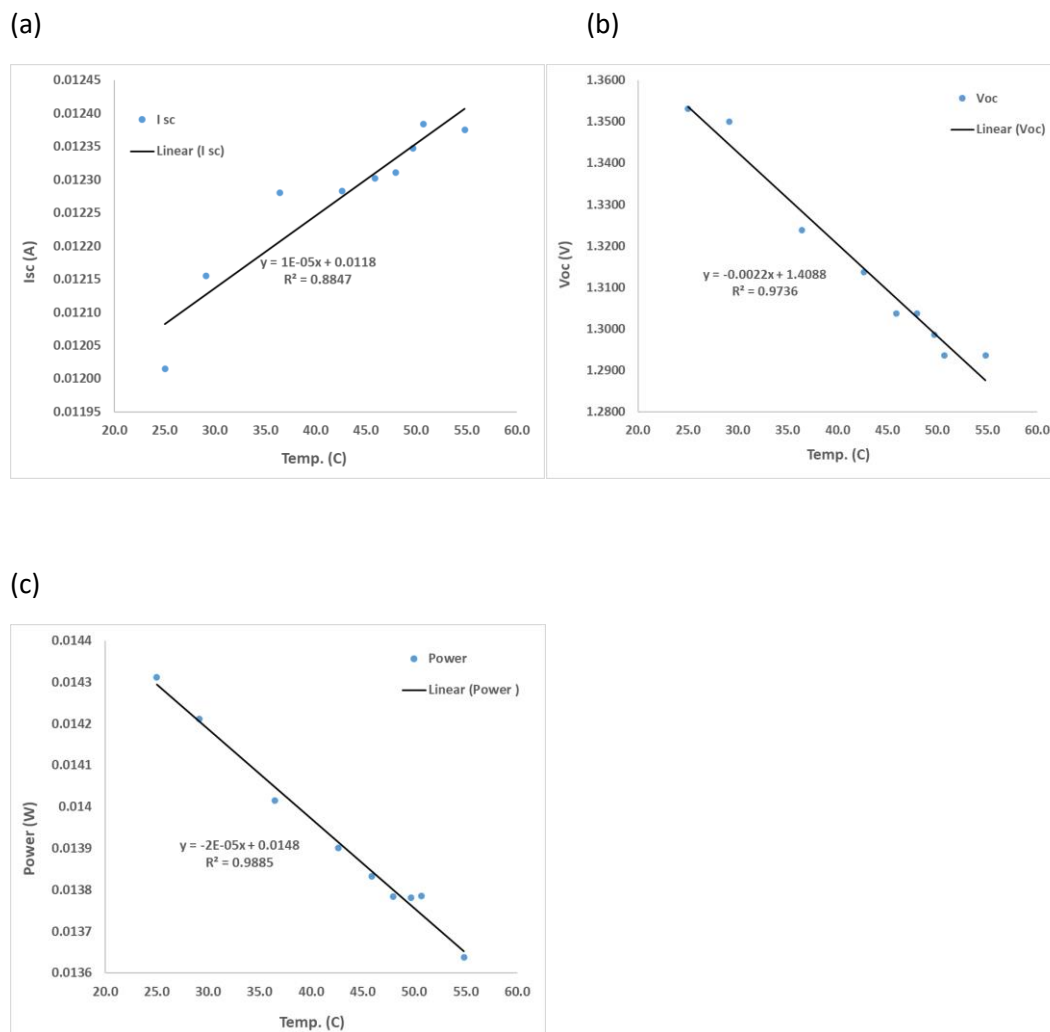 (a)
(b)
0.01245
0.01240
0.01235
0.01230
0.01225
0.01220
0.01215
0.01210
0.01205
0.01200
0.01195
Isc (A)
I sc
Linear (I sc)
y = 1E-05x + 0.0118
R² = 0.8847
20.0 25.0 30.0 35.0 40.0 45.0 50.0 55.0 60.0
Temp. (C)
1.3600
1.3500
1.3400
1.3300
1.3200
1.3100
1.3000
1.2900
1.2800
Voc (V)
Voc
Linear (Voc)
y = -0.0022x + 1.4088
R² = 0.9736
20.0 25.0 30.0 35.0 40.0 45.0 50.0 55.0 60.0
Temp. (C)
(c)
0.0144
0.0143
0.0142
0.0141
0.014
0.0139
0.0138
0.0137
0.0136
Power (W)
Power
Linear (Power )
y = -2E-05x + 0.0148
R² = 0.9885
20.0 25.0 30.0 35.0 40.0 45.0 50.0 55.0 60.0
Temp. (C)